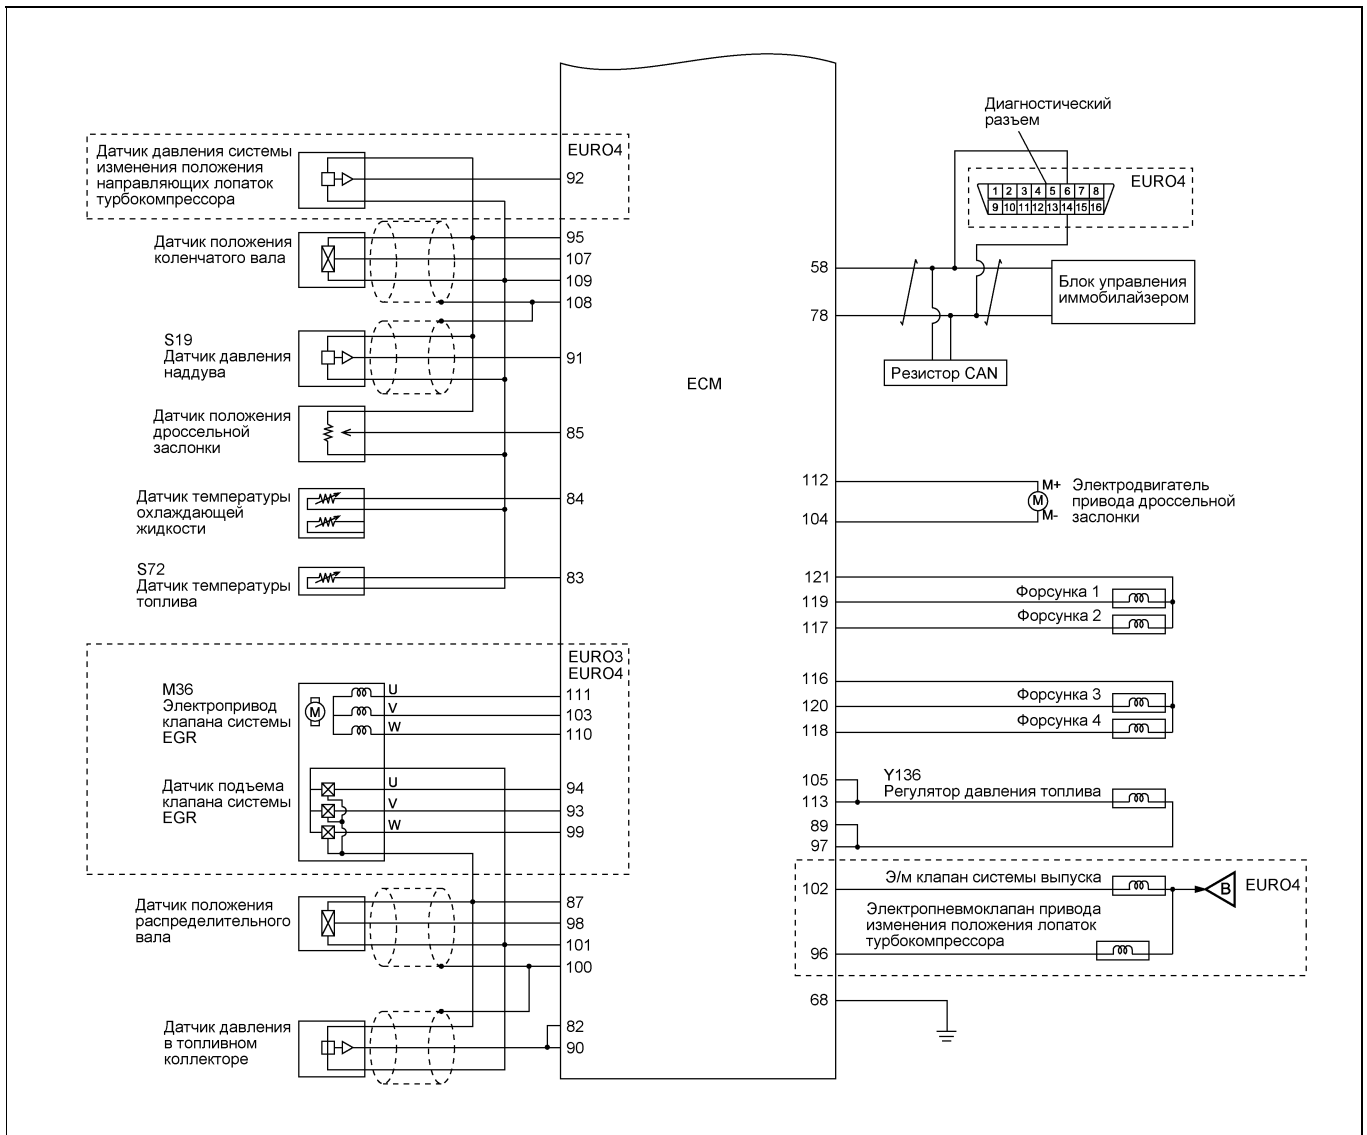 Диагностический
разъем
EURO4
1 2 3 4 5 6 7 8
9 10 11 12 13 14 15 16
Датчик давления системы
изменения положения
направляющих лопаток
турбокомпрессора
EURO4
92
Датчик положения
коленчатого вала
95
107
109
108
S19
Датчик давления
наддува
91
Датчик положения
дроссельной
заслонки
85
Датчик температуры
охлаждающей
жидкости
84
S72
Датчик температуры
топлива
83
EURO3
EURO4
M36
Электропривод
клапана системы
EGR
M
U
V
W
111
103
110
Датчик подъема
клапана системы
EGR
U
V
W
94
93
99
Датчик положения
распределительного
вала
87
98
101
100
Датчик давления
в топливном
коллекторе
82
90
ECM
58
78
Блок управления
иммобилайзером
Резистор CAN
112
104
M+
M
M-
Электродвигатель
привода дроссельной
заслонки
121
119
117
Форсунка 1
Форсунка 2
116
120
118
Форсунка 3
Форсунка 4
105
113
89
97
Y136
Регулятор давления топлива
102
Э/м клапан системы выпуска
B
EURO4
Электропневмоклапан привода
изменения положения лопаток
турбокомпрессора
96
68